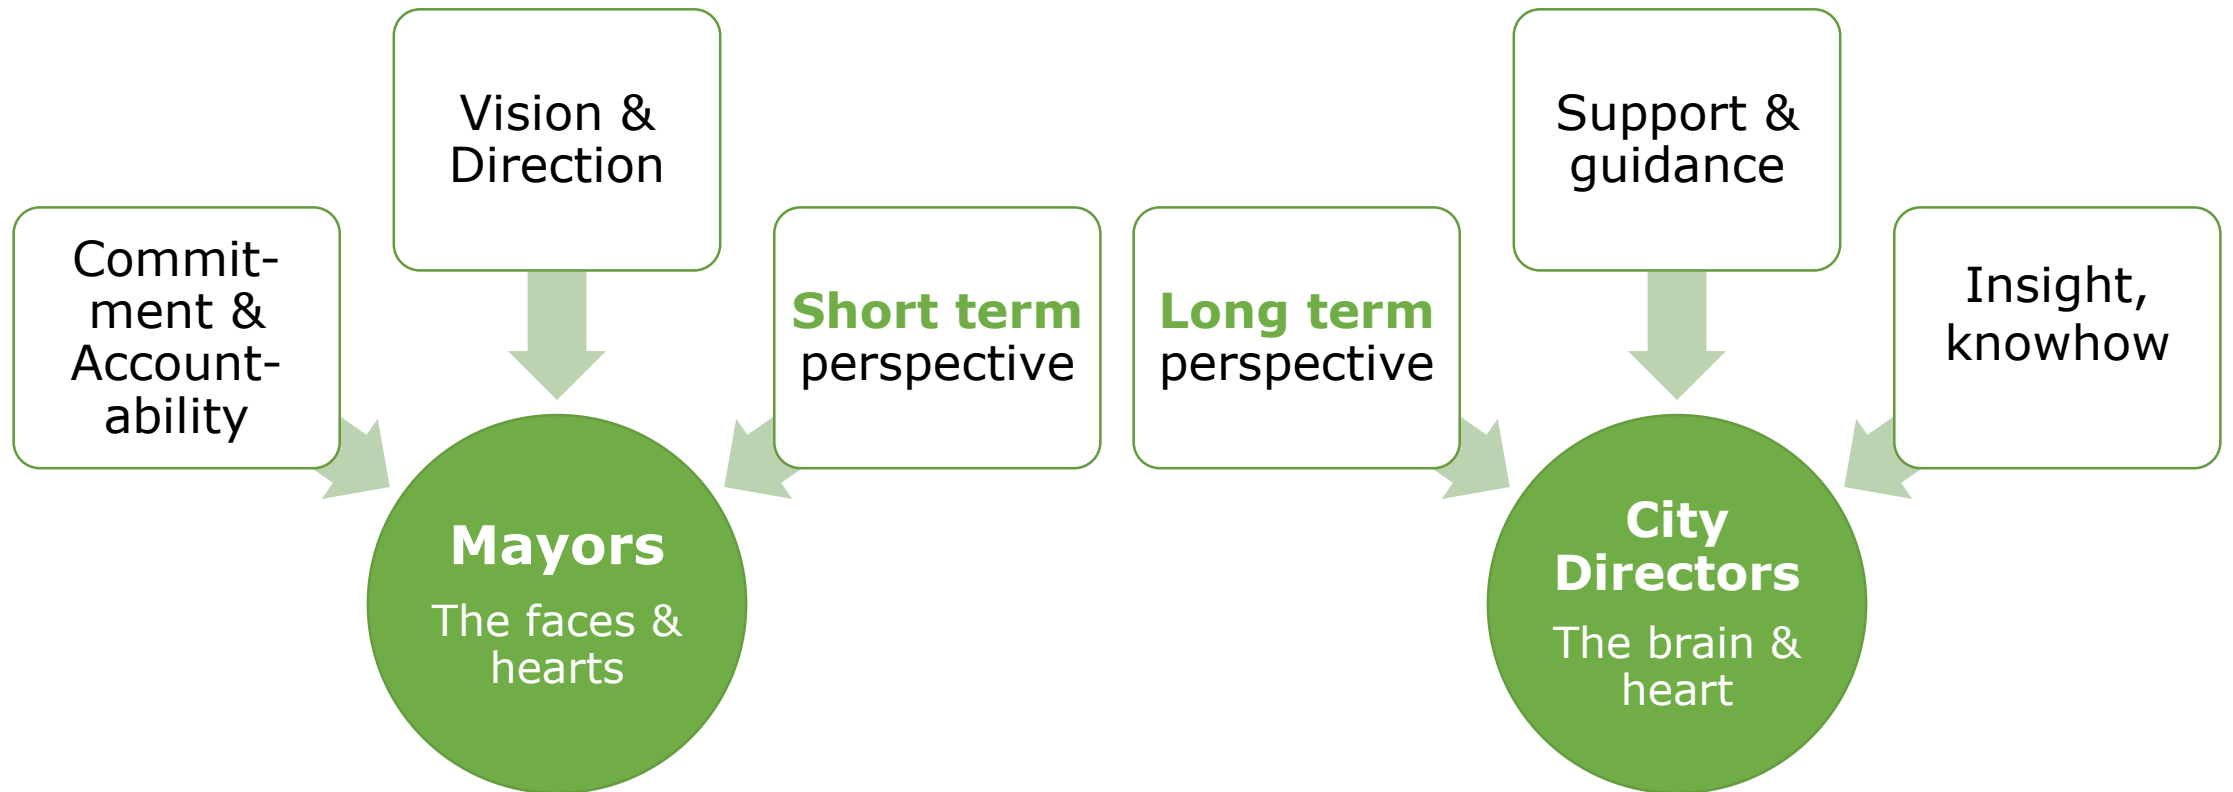 Commit-
ment &
Account-
ability
Vision &
Direction
Short term
perspective
Mayors
The faces &
hearts
Long term
perspective
Support &
guidance
Insight,
knowhow
City
Directors
The brain &
heart